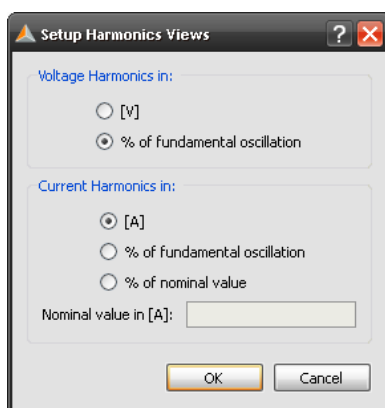 Setup Harmonics Views
Voltage Harmonics in:
[V]
% of fundamental oscillation
Current Harmonics in:
[A]
% of fundamental oscillation
% of nominal value
Nominal value in [A]:
OK Cancel